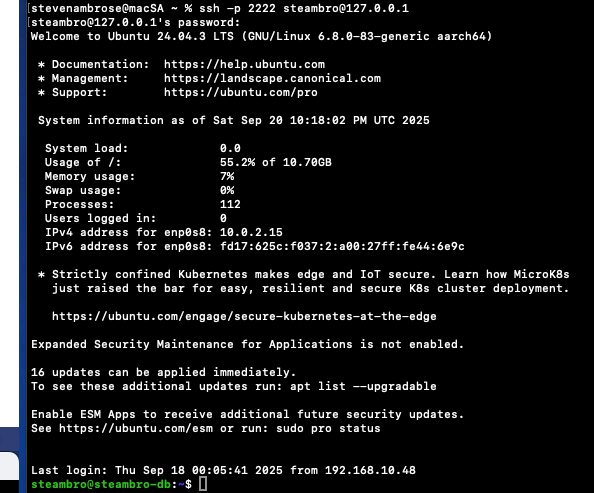 [stevenambrose@macSA ~ % ssh -p 2222 steambro@127.0.0.1
[steambro@127.0.0.1's password:
Welcome to Ubuntu 24.04.3 LTS (GNU/Linux 6.8.0-83-generic aarch64)
* Documentation:  https://help.ubuntu.com
* Management:     https://landscape.canonical.com
* Support:        https://ubuntu.com/pro
System information as of Sat Sep 20 10:18:02 PM UTC 2025
System load:             0.0
Usage of /:              55.2% of 10.70GB
Memory usage:            7%
Swap usage:              0%
Processes:               112
Users logged in:         0
IPv4 address for enp0s8: 10.0.2.15
IPv6 address for enp0s8: fd17:625c:f037:2:a00:27ff:fe44:6e9c
* Strictly confined Kubernetes makes edge and IoT secure. Learn how MicroK8s
just raised the bar for easy, resilient and secure K8s cluster deployment.
https://ubuntu.com/engage/secure-kubernetes-at-the-edge
Expanded Security Maintenance for Applications is not enabled.
16 updates can be applied immediately.
To see these additional updates run: apt list --upgradable
Enable ESM Apps to receive additional future security updates.
See https://ubuntu.com/esm or run: sudo pro status
Last login: Thu Sep 18 00:05:41 2025 from 192.168.10.48
steambro@steambro-db:~$